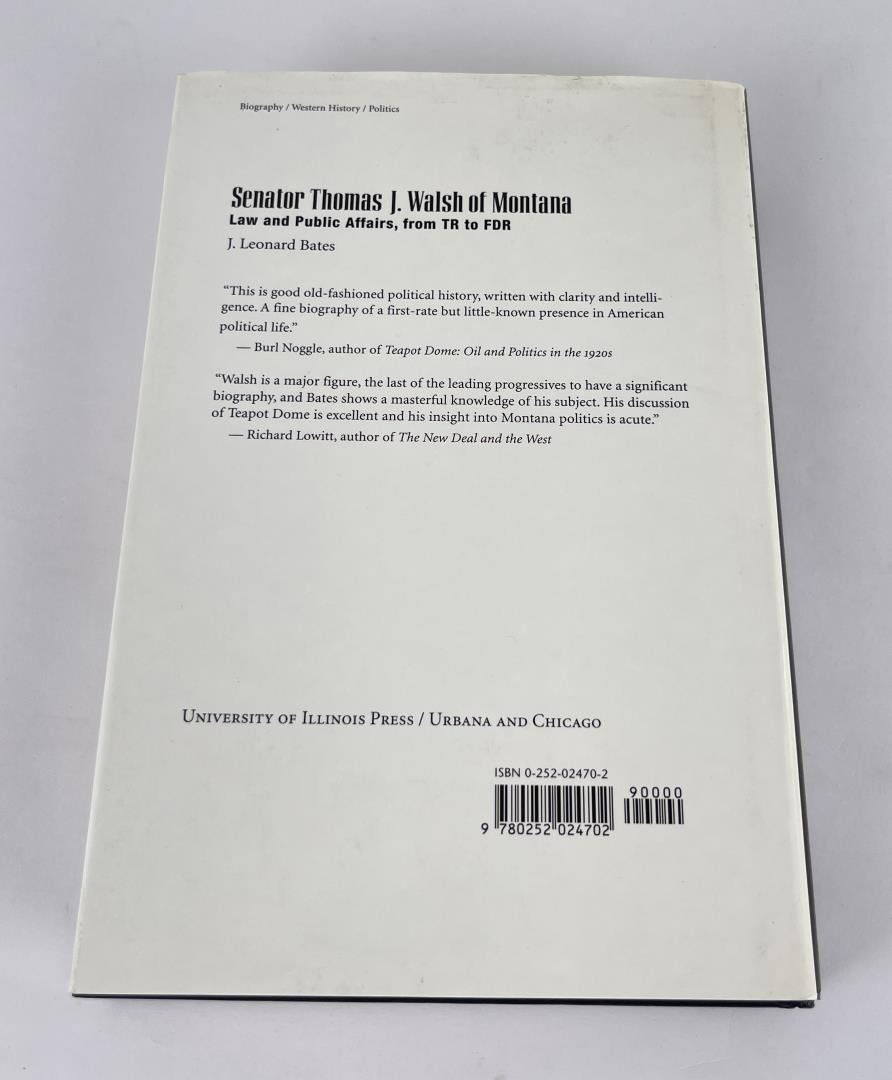 Biography / Western History / Politics
Senator Thomas J. Walsh of Montana
Law and Public Affairs, from TR to FDR
J. Leonard Bates
“This is good old-fashioned political history, written with clarity and intelli-
gence. A fine biography of a first-rate but little-known presence in American
political life.”
— Burl Noggle, author of Teapot Dome: Oil and Politics in the 1920s
“Walsh is a major figure, the last of the leading progressives to have a significant
biography, and Bates shows a masterful knowledge of his subject. His discussion
of Teapot Dome is excellent and his insight into Montana politics is acute.”
— Richard Lowitt, author of The New Deal and the West
University of Illinois Press / Urbana and Chicago
ISBN 0-252-02470-2
90000
9 780252 024702